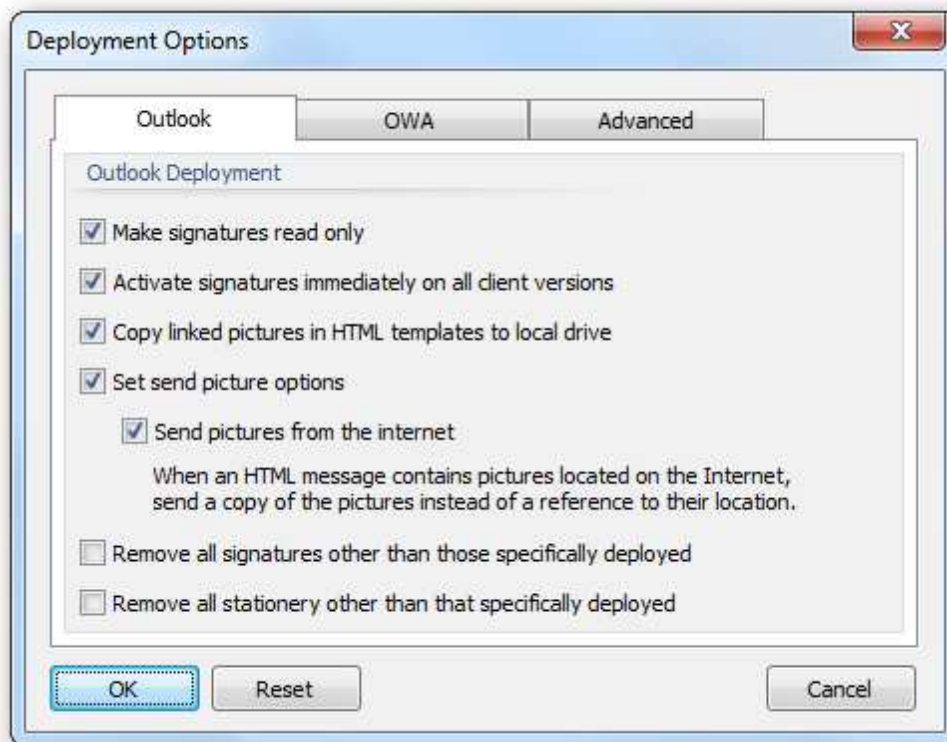 Deployment Options
Outlook
OWA
Advanced
Outlook Deployment
Make signatures read only
Activate signatures immediately on all client versions
Copy linked pictures in HTML templates to local drive
Set send picture options
Send pictures from the internet
When an HTML message contains pictures located on the Internet,
send a copy of the pictures instead of a reference to their location.
Remove all signatures other than those specifically deployed
Remove all stationery other than that specifically deployed
OK
Reset
Cancel